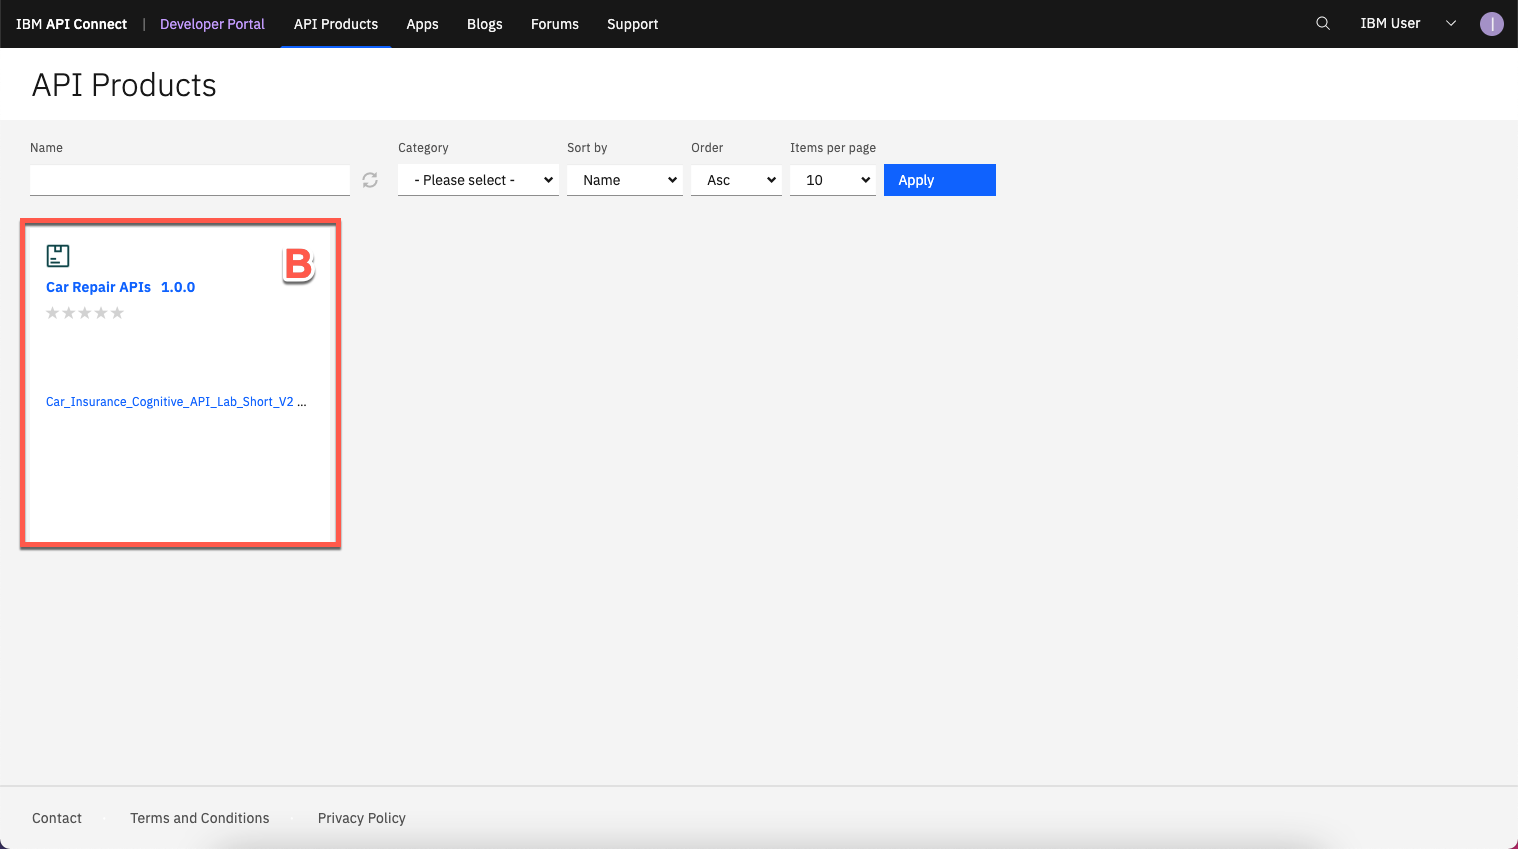 IBM API Connect | Developer Portal API Products Apps Blogs Forums Support IBM User I
API Products
Name Category Sort by Order Items per page
- Please select - Name Asc 10 Apply
B
Car Repair APIs 1.0.0
Car_Insurance_Cognitive_API_Lab_Short_V2 ...
Contact Terms and Conditions Privacy Policy